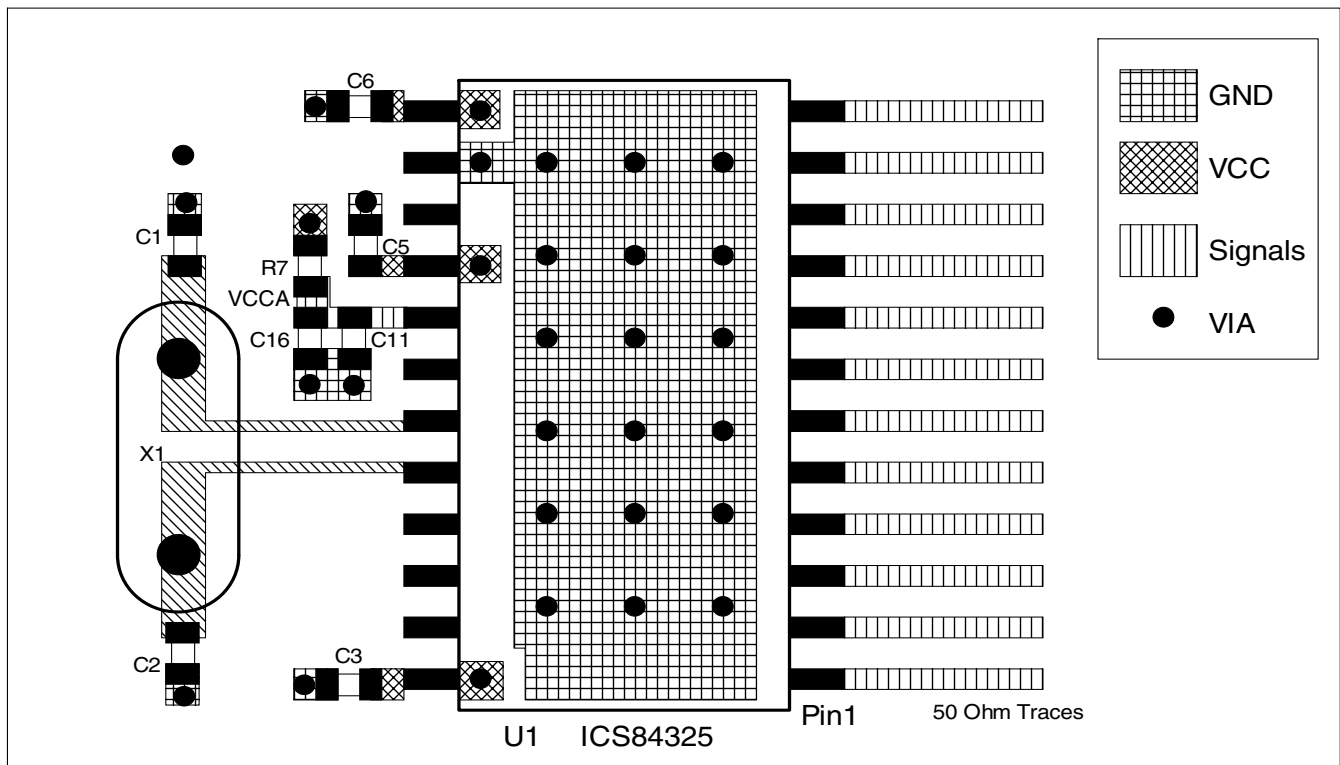 C6
GND
VCC
C1
C5
R7
Signals
VCCA
C16
C11
VIA
X1
C2
C3
Pin1
50 Ohm Traces
U1 ICS84325